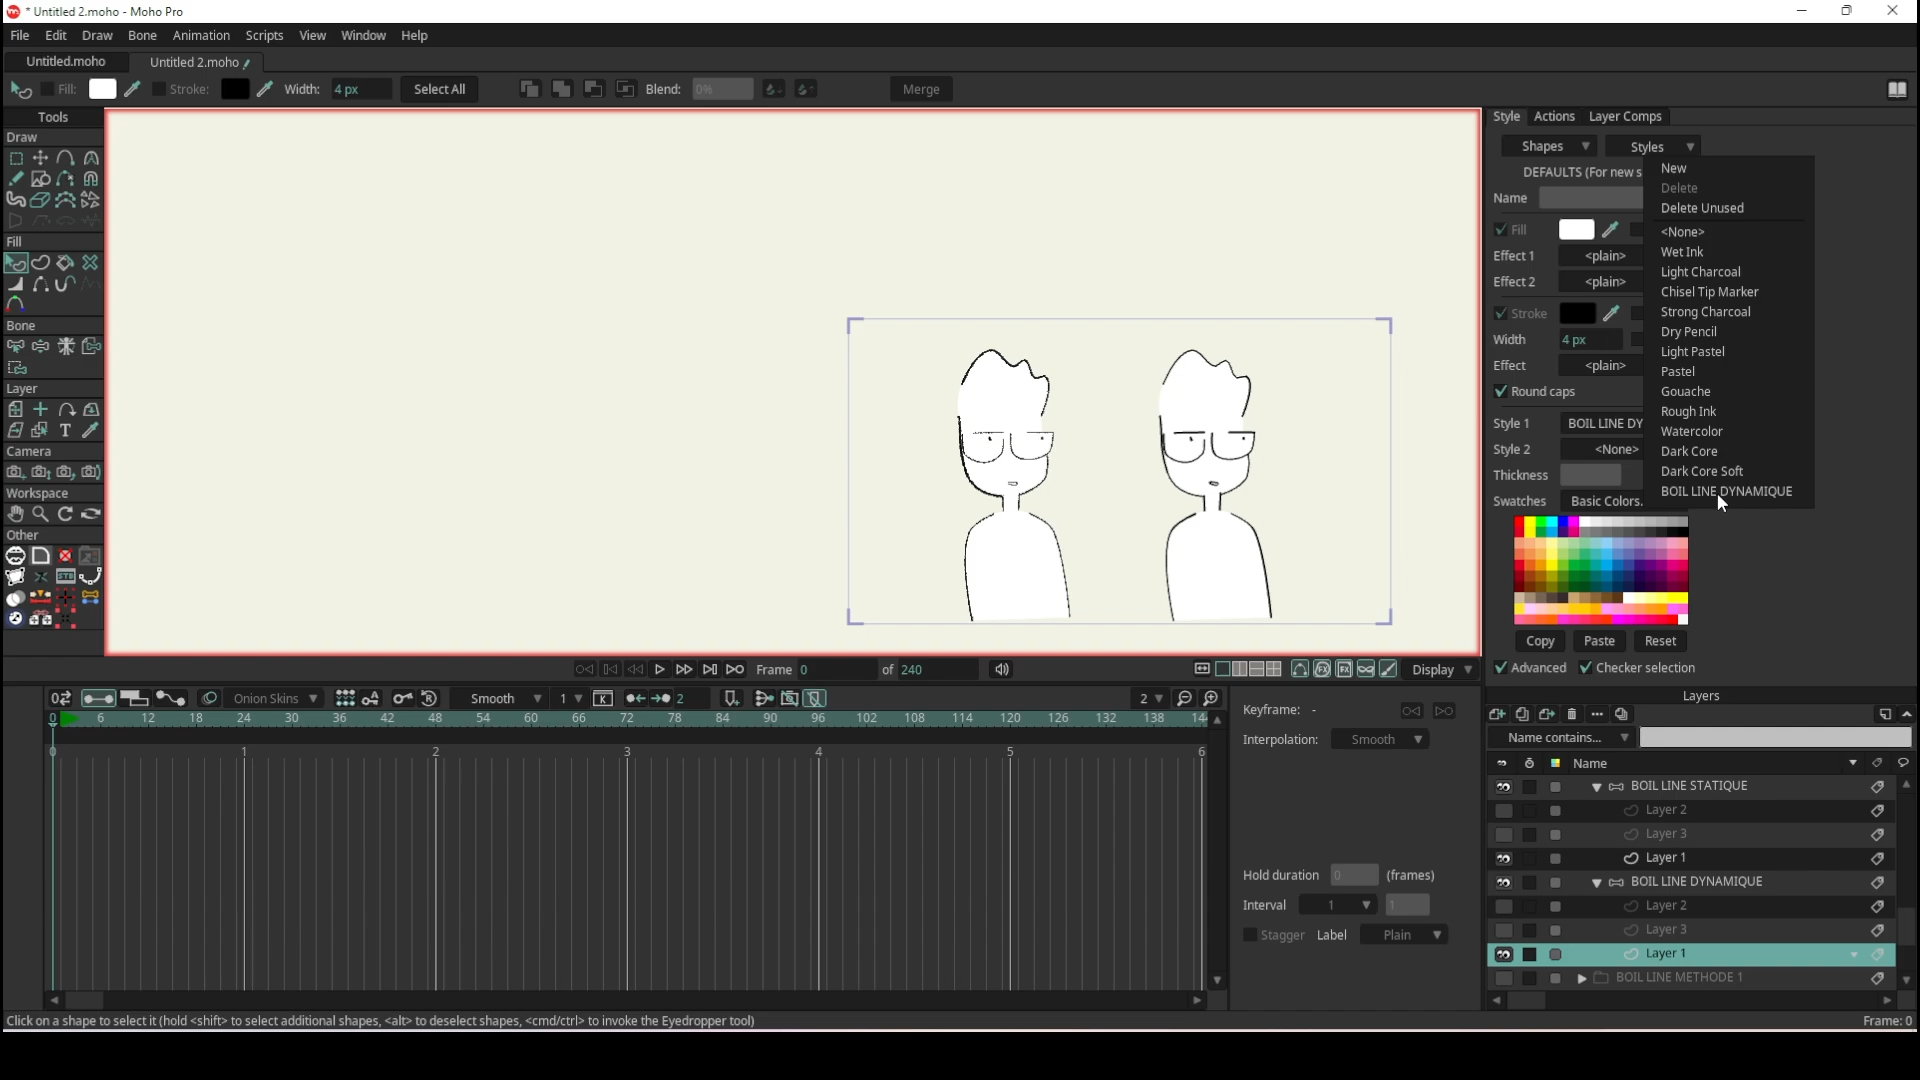 * Untitled 2.moho - Moho Pro
File Edit Draw Bone Animation Scripts View Window Help
Untitled.moho Untitled 2.moho
Fill: Stroke: Width: 4 px Select All Blend: 0% Merge
Tools
Draw
Fill
Bone
Layer
Camera
Workspace
Other
Style Actions Layer Comps
Shapes Styles
DEFAULTS (For new s
Name
Fill
Effect 1 <plain>
Effect 2 <plain>
Stroke
Width 4 px
Effect <plain>
Round caps
Style 1 BOIL LINE DY
Style 2 <None>
Thickness
Swatches Basic Colors.
New
Delete
Delete Unused
<None>
Wet Ink
Light Charcoal
Chisel Tip Marker
Strong Charcoal
Dry Pencil
Light Pastel
Pastel
Gouache
Rough Ink
Watercolor
Dark Core
Dark Core Soft
BOIL LINE DYNAMIQUE
Copy Paste Reset
Advanced Checker selection
Frame 0 of 240 Display
Onion Skins Smooth 1 2 2
0 6 12 18 24 30 36 42 48 54 60 66 72 78 84 90 96 102 108 114 120 126 132 138 14
0 1 2 3 4 5 6
Keyframe: -
Interpolation: Smooth
Hold duration 0 (frames)
Interval 1 1
Stagger Label Plain
Layers
Name contains...
Name
BOIL LINE STATIQUE
Layer 2
Layer 3
Layer 1
BOIL LINE DYNAMIQUE
Layer 2
Layer 3
Layer 1
BOIL LINE METHODE 1
Click on a shape to select it (hold <shift> to select additional shapes, <alt> to deselect shapes, <cmd/ctrl> to invoke the Eyedropper tool)
Frame: 0